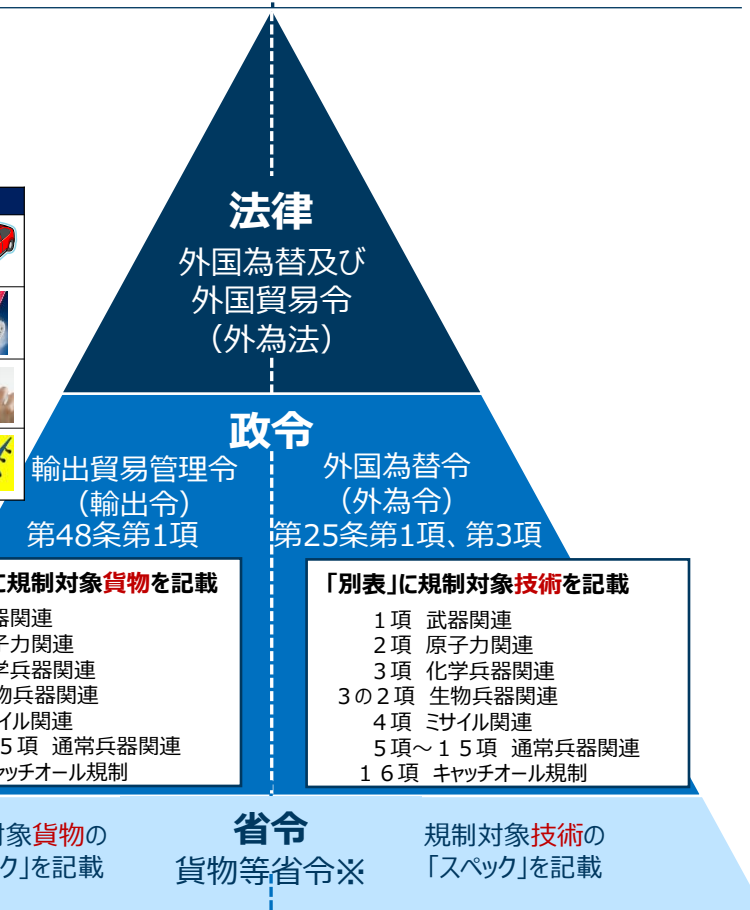 法律
外国為替及び
外国貿易令
（外為法）
政令
輸出貿易管理令
（輸出令）
第48条第1項
外国為替令
（外為令）
第25条第1項、第3項
に規制対象貨物を記載
器関連
子力関連
学兵器関連
物兵器関連
イル関連
５項 通常兵器関連
ャッチオール規制
「別表」に規制対象技術を記載
１項 武器関連
２項 原子力関連
３項 化学兵器関連
３の２項 生物兵器関連
４項 ミサイル関連
５項～１５項 通常兵器関連
１６項 キャッチオール規制
対象貨物の
ク」を記載
省令
貨物等省令※
規制対象技術の
「スペック」を記載